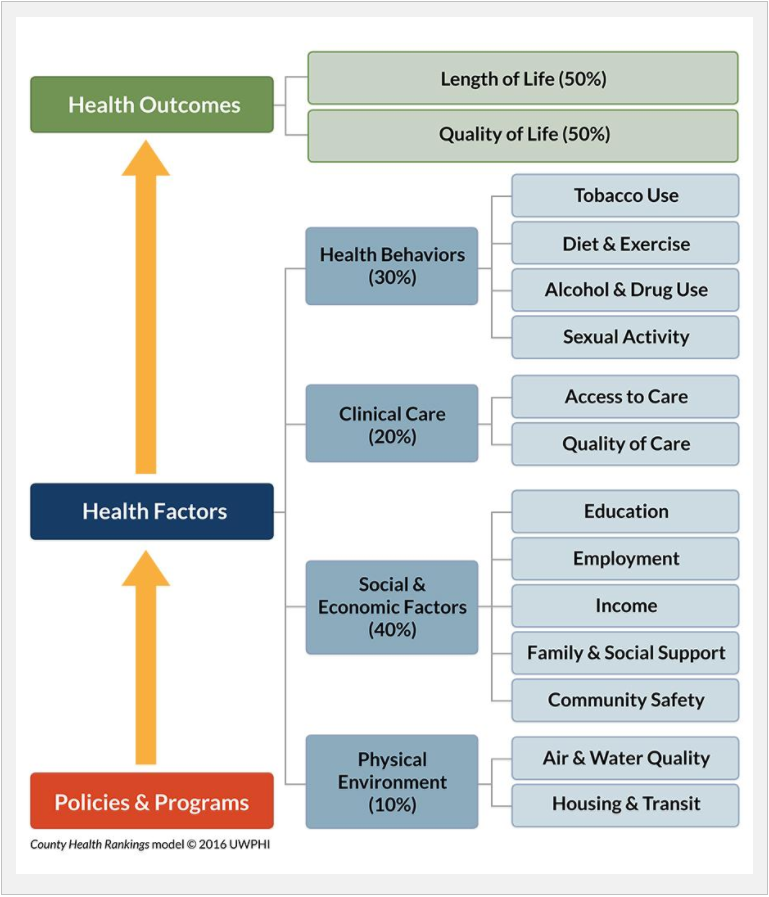 Health Outcomes
Length of Life (50%)
Quality of Life (50%)
Health Behaviors
(30%)
Tobacco Use
Diet & Exercise
Alcohol & Drug Use
Sexual Activity
Clinical Care
(20%)
Access to Care
Quality of Care
Health Factors
Social &
Economic Factors
(40%)
Education
Employment
Income
Family & Social Support
Community Safety
Physical
Environment
(10%)
Air & Water Quality
Housing & Transit
Policies & Programs
County Health Rankings model © 2016 UWPHI